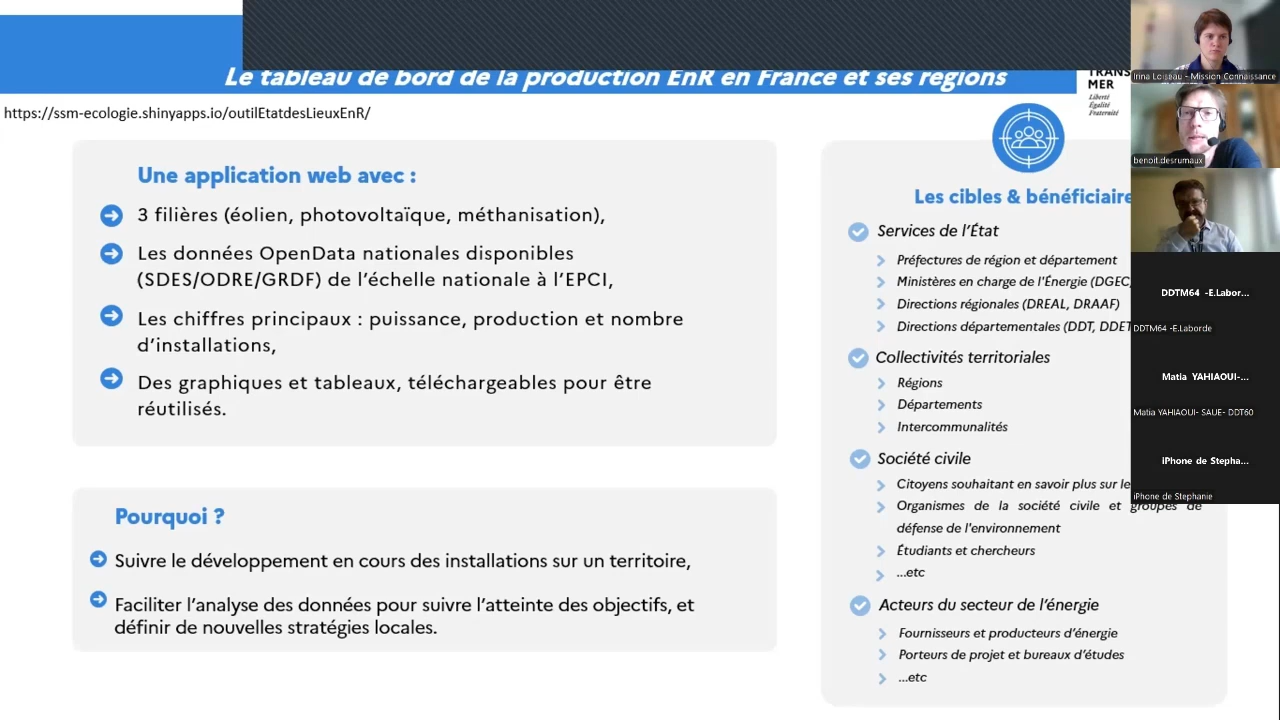 Le tableau de bord de la production EnR en France et ses régions
https://ssm-ecologie.shinyapps.io/outilEtatdesLieuxEnR/
TRANS
MER
Liberté
Égalité
Fraternité
Une application web avec :
3 filières (éolien, photovoltaïque, méthanisation),
Les données OpenData nationales disponibles
(SDES/ODRE/GRDF) de l'échelle nationale à l'EPCI,
Les chiffres principaux : puissance, production et nombre
d'installations,
Des graphiques et tableaux, téléchargeables pour être
réutilisés.
Pourquoi ?
Suivre le développement en cours des installations sur un territoire,
Faciliter l'analyse des données pour suivre l'atteinte des objectifs, et
définir de nouvelles stratégies locales.
Les cibles & bénéficiaire
Services de l'État
Préfectures de région et département
Ministères en charge de l'Énergie (DGEC,
Directions régionales (DREAL, DRAAF)
Directions départementales (DDT, DDET
Collectivités territoriales
Régions
Départements
Intercommunalités
Société civile
Citoyens souhaitant en savoir plus sur le
Organismes de la société civile et groupes de
défense de l'environnement
Étudiants et chercheurs
...etc
Acteurs du secteur de l'énergie
Fournisseurs et producteurs d'énergie
Porteurs de projet et bureaux d'études
...etc
Irina Loiseau - Mission Connaissance
benoit.desrumaux
DDTM64 -E.Labor...
DDTM64 -E.Laborde
Matia YAHIAOUI-...
Matia YAHIAOUI- SAUE- DDT60
iPhone de Stepha...
iPhone de Stephanie